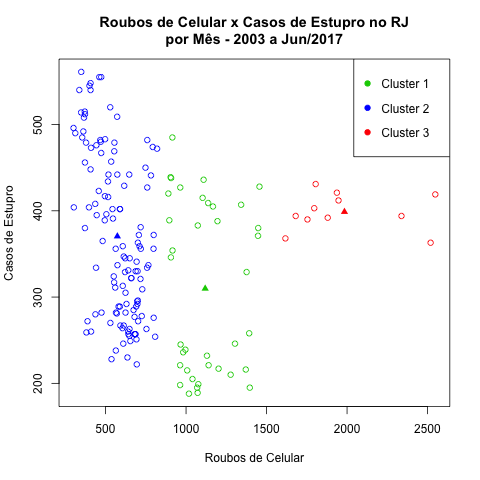 Roubos de Celular x Casos de Estupro no RJ
por Mês - 2003 a Jun/2017
Cluster 1
Cluster 2
Cluster 3
Casos de Estupro
500
400
300
200
500
1000
1500
2000
2500
Roubos de Celular